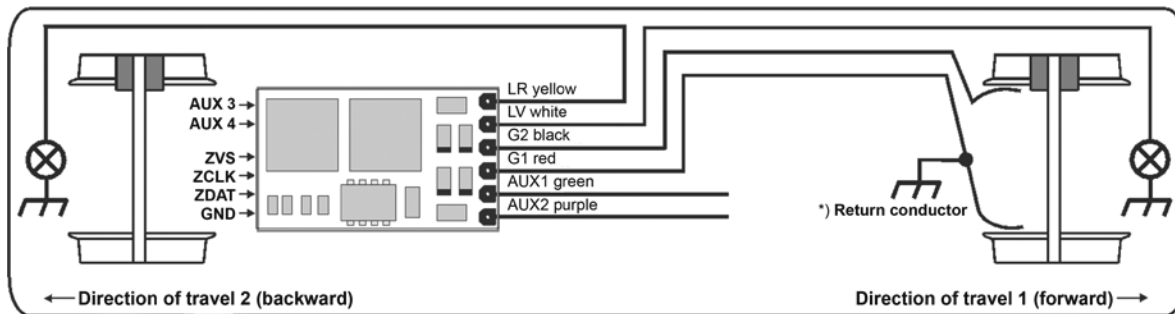 LR yellow
AUX 3
LV white
AUX 4
G2 black
ZVS
G1 red
ZCLK
AUX1 green
ZDAT
AUX2 purple
GND
*) Return conductor
Direction of travel 2 (backward)
Direction of travel 1 (forward)